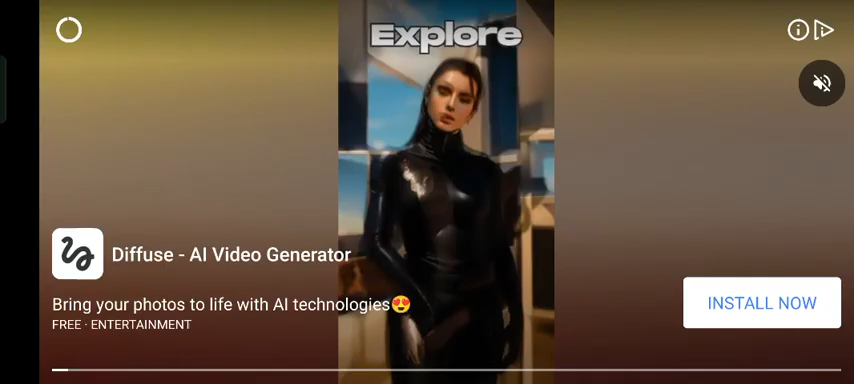 Explore
Diffuse - AI Video Generator
Bring your photos to life with AI technologies😍
FREE · ENTERTAINMENT
INSTALL NOW